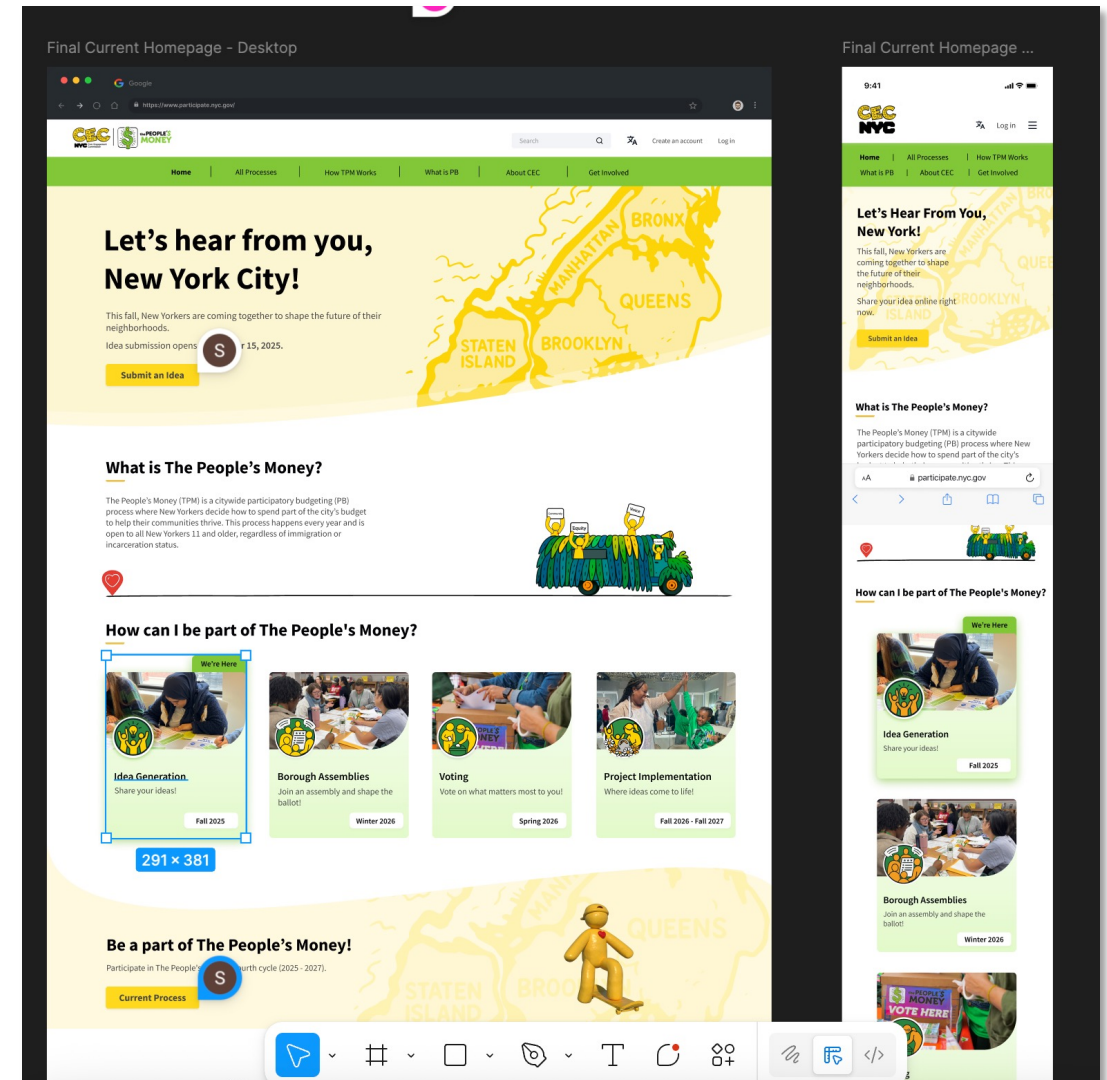 Final Current Homepage - Desktop
Google
https://www.participate.nyc.gov/
CEC
NYC
the PEOPLE'S
MONEY
Search
Create an account
Log in
Home | All Processes | How TPM Works | What is PB | About CEC | Get Involved
Let's hear from you,
New York City!
This fall, New Yorkers are coming together to shape the future of their
neighborhoods.
Idea submission opens
S
r 15, 2025.
Submit an Idea
BRONX
MANHATTAN
QUEENS
BROOKLYN
STATEN
ISLAND
What is The People's Money?
The People's Money (TPM) is a citywide participatory budgeting (PB)
process where New Yorkers decide how to spend part of the city's budget
to help their communities thrive. This process happens every year and is
open to all New Yorkers 11 and older, regardless of immigration or
incarceration status.
Equity
Voice
How can I be part of The People's Money?
We're Here
Idea Generation
Share your ideas!
Fall 2025
Borough Assemblies
Join an assembly and shape the
ballot!
Winter 2026
Voting
Vote on what matters most to you!
Spring 2026
Project Implementation
Where ideas come to life!
Fall 2026 - Fall 2027
291 × 381
Be a part of The People's Money!
Participate in The People's
S
urth cycle (2025 - 2027).
Current Process
MANHATTAN
QUEENS
STATEN
ISLAND
BROO
Final Current Homepage ...
9:41
CEC
NYC
Log in
Home | All Processes | How TPM Works
What is PB | About CEC | Get Involved
Let's Hear From You,
New York!
This fall, New Yorkers are
coming together to shape
the future of their
neighborhoods.
Share your idea online right
now.
Submit an Idea
BRO
QUEE
BROOKLYN
ISLAND
What is The People's Money?
The People's Money (TPM) is a citywide
participatory budgeting (PB) process where New
Yorkers decide how to spend part of the city's
AA
participate.nyc.gov
How can I be part of The People's Money?
We're Here
Idea Generation
Share your ideas!
Fall 2025
Borough Assemblies
Join an assembly and shape the
ballot!
Winter 2026
the PEOPLE'S
MONEY
VOTE HERE